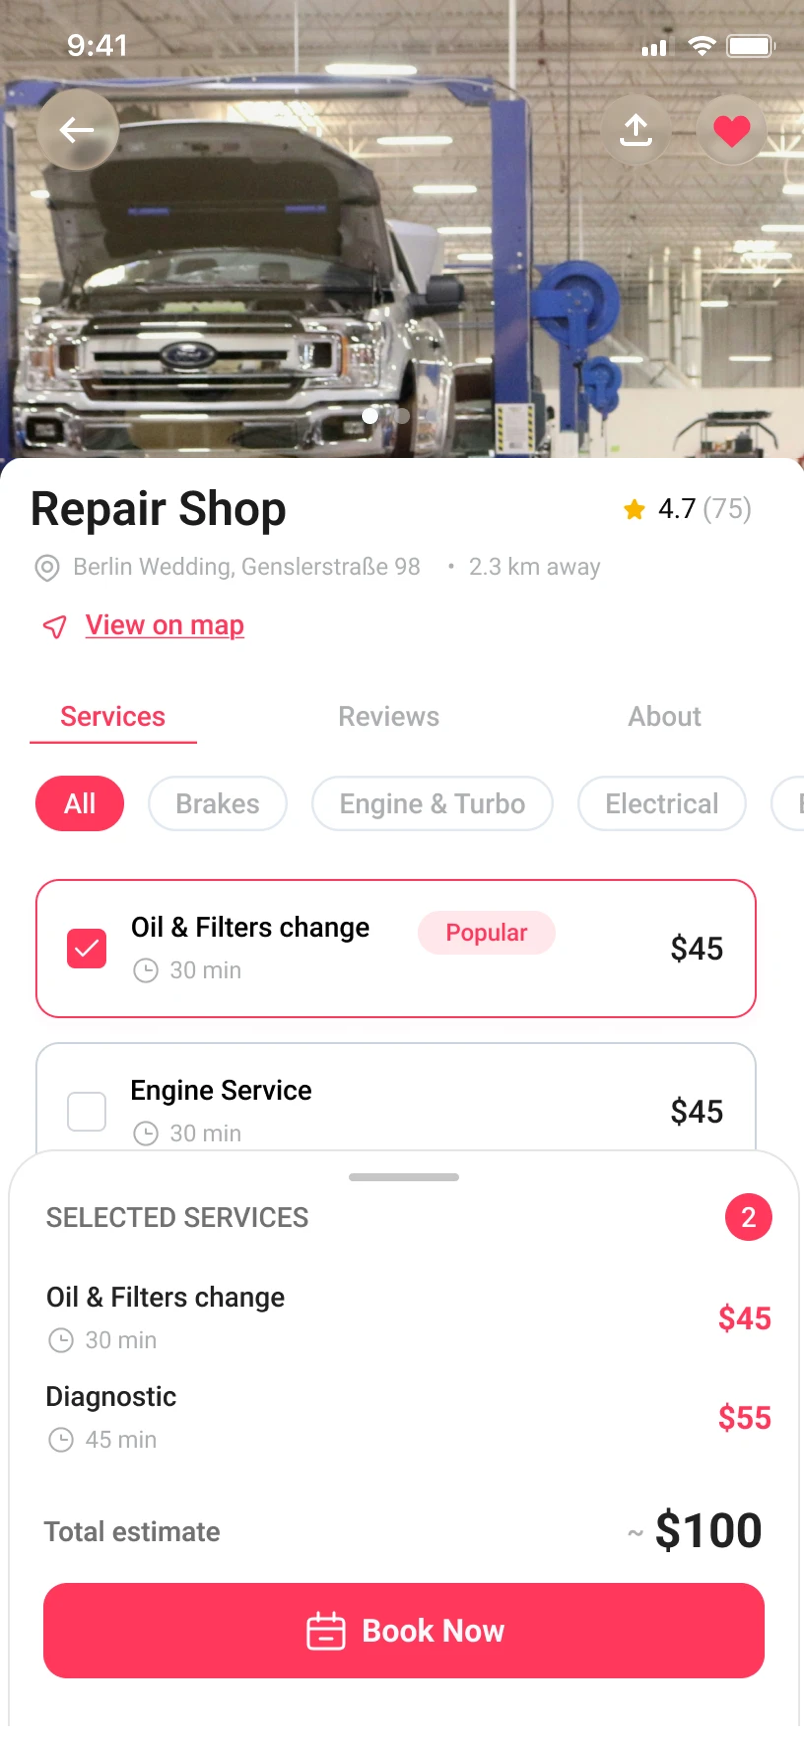 9:41
Repair Shop
4.7 (75)
Berlin Wedding, Genslerstraße 98 • 2.3 km away
View on map
Services Reviews About
All Brakes Engine & Turbo Electrical
Oil & Filters change Popular
30 min
$45
Engine Service
30 min
$45
SELECTED SERVICES 2
Oil & Filters change
30 min
$45
Diagnostic
45 min
$55
Total estimate ~ $100
Book Now